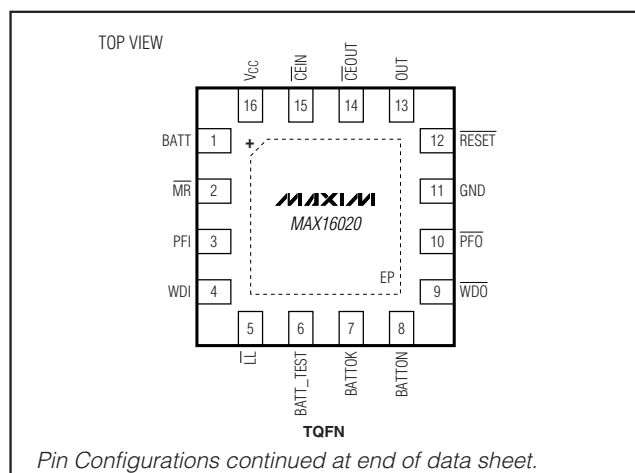 TOP VIEW
VCC
CEIN
CEOUT
OUT
16
15
14
13
BATT 1
MR 2
PFI 3
WDI 4
+
MAXIM
MAX16020
EP
12 RESET
11 GND
10 PFO
9 WDO
5
6
7
8
LL
BATT_TEST
BATTOK
BATTON
TQFN
Pin Configurations continued at end of data sheet.